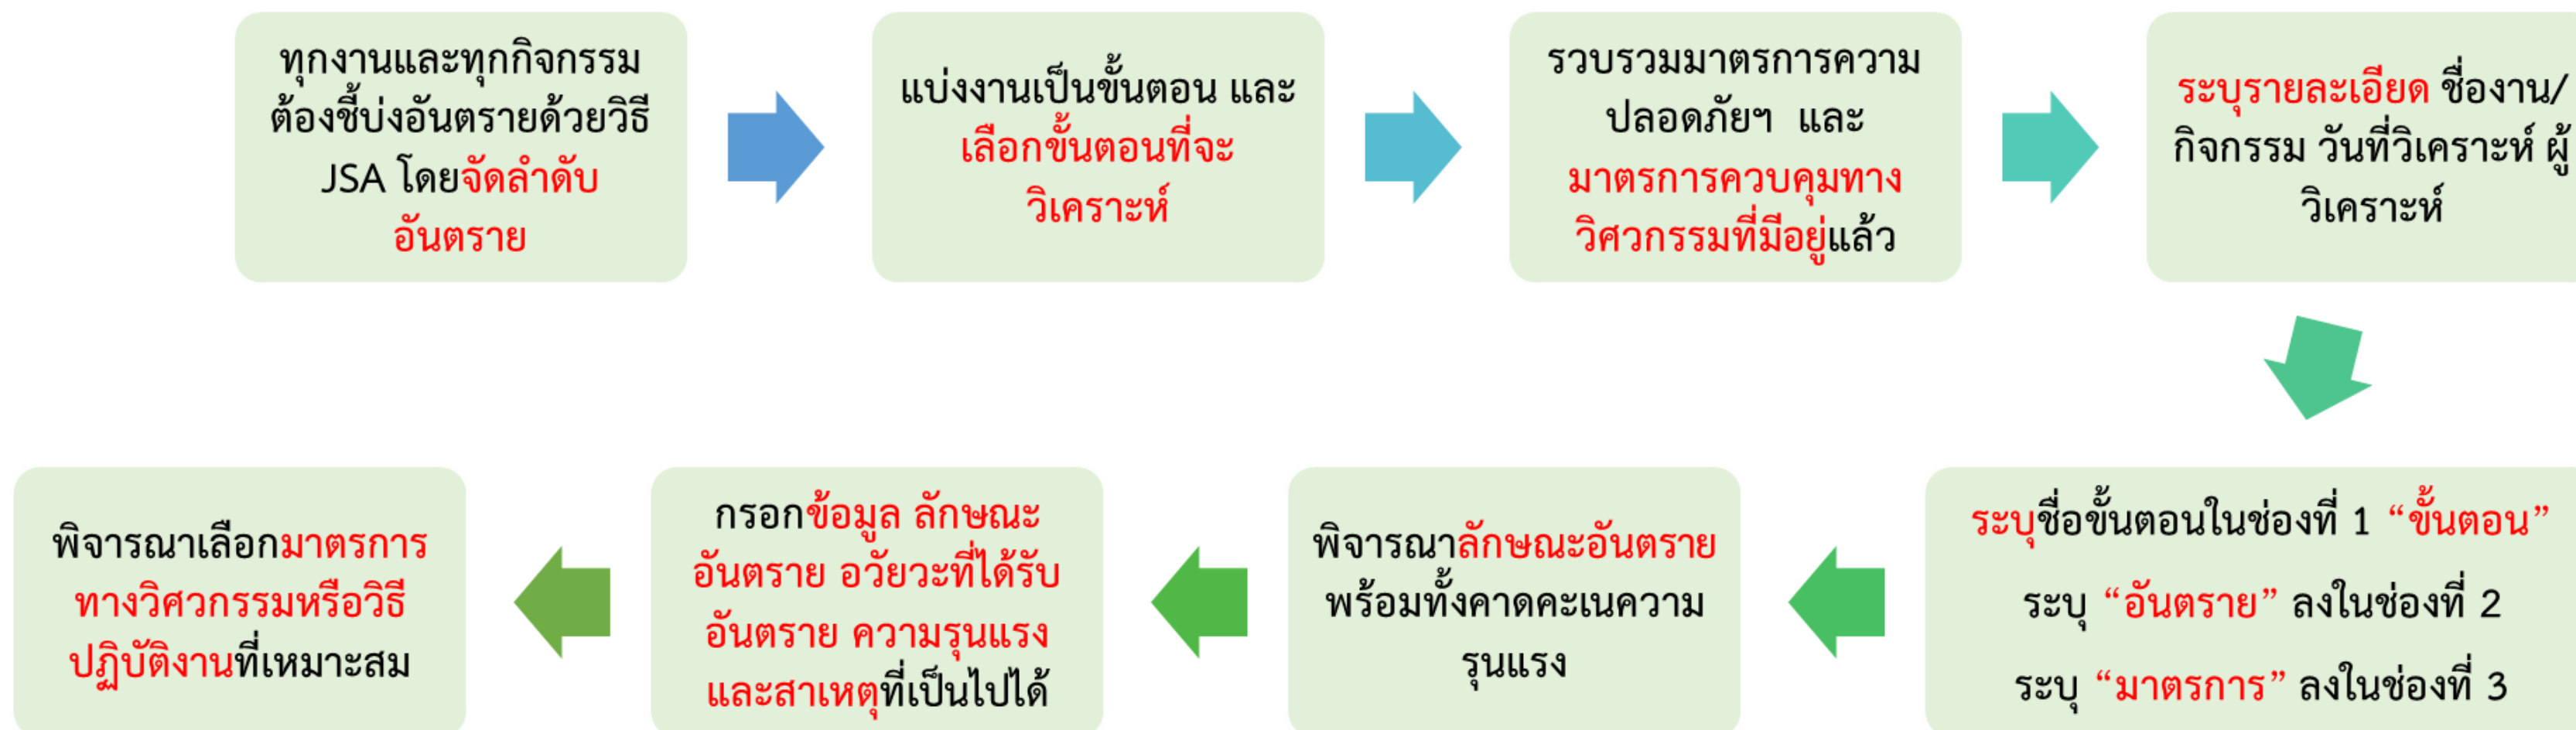 ทุกงานและทุกกิจกรรม
ต้องชี้บ่งอันตรายด้วยวิธี
JSA โดยจัดลำดับ
อันตราย
แบ่งงานเป็นขั้นตอน และ
เลือกขั้นตอนที่จะ
วิเคราะห์
รวบรวมมาตรการความ
ปลอดภัยฯ และ
มาตรการควบคุมทาง
วิศวกรรมที่มีอยู่แล้ว
ระบุรายละเอียด ชื่องาน/
กิจกรรม วันที่วิเคราะห์ ผู้
วิเคราะห์
ระบุชื่อขั้นตอนในช่องที่ 1 “ขั้นตอน”
ระบุ “อันตราย” ลงในช่องที่ 2
ระบุ “มาตรการ” ลงในช่องที่ 3
พิจารณาลักษณะอันตราย
พร้อมทั้งคาดคะเนความ
รุนแรง
กรอกข้อมูล ลักษณะ
อันตราย อวัยวะที่ได้รับ
อันตราย ความรุนแรง
และสาเหตุที่เป็นไปได้
พิจารณาเลือกมาตรการ
ทางวิศวกรรมหรือวิธี
ปฏิบัติงานที่เหมาะสม